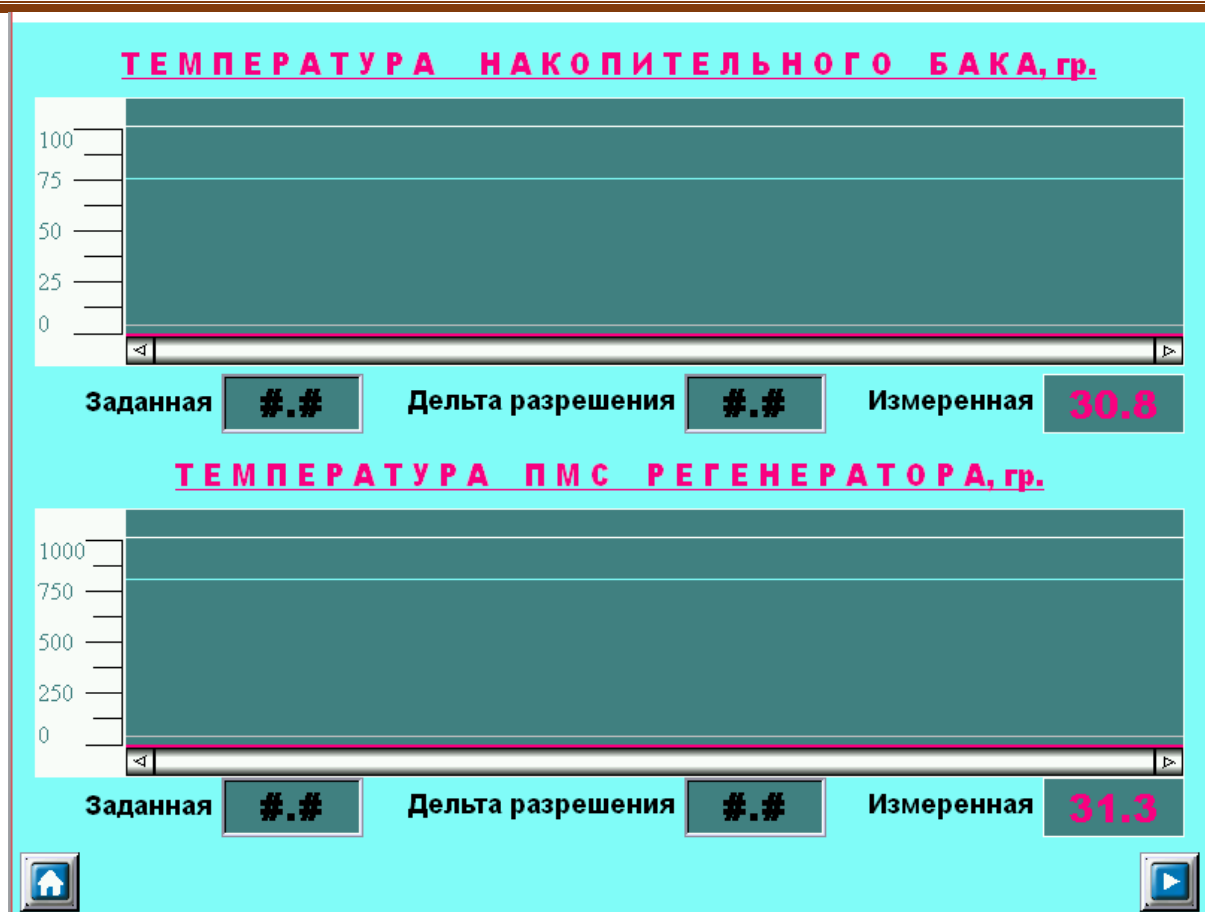 ТЕМПЕРАТУРА НАКОПИТЕЛЬНОГО БАКА, гр.
100
75
50
25
0
Заданная #.# Дельта разрешения #.# Измеренная 30.8
ТЕМПЕРАТУРА ПМС РЕГЕНЕРАТОРА, гр.
1000
750
500
250
0
Заданная #.# Дельта разрешения #.# Измеренная 31.3